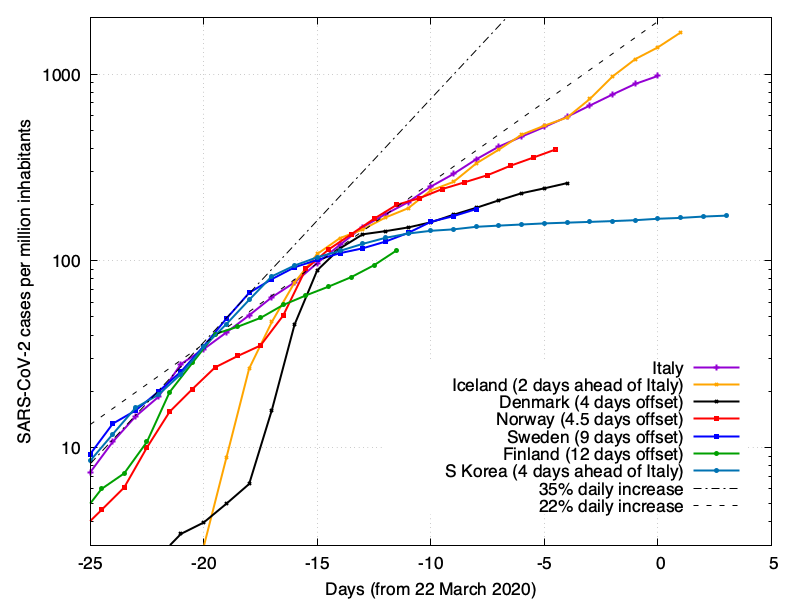 1000
100
10
SARS-CoV-2 cases per million inhabitants
Italy
Iceland (2 days ahead of Italy)
Denmark (4 days offset)
Norway (4.5 days offset)
Sweden (9 days offset)
Finland (12 days offset)
S Korea (4 days ahead of Italy)
35% daily increase
22% daily increase
-25 -20 -15 -10 -5 0 5
Days (from 22 March 2020)